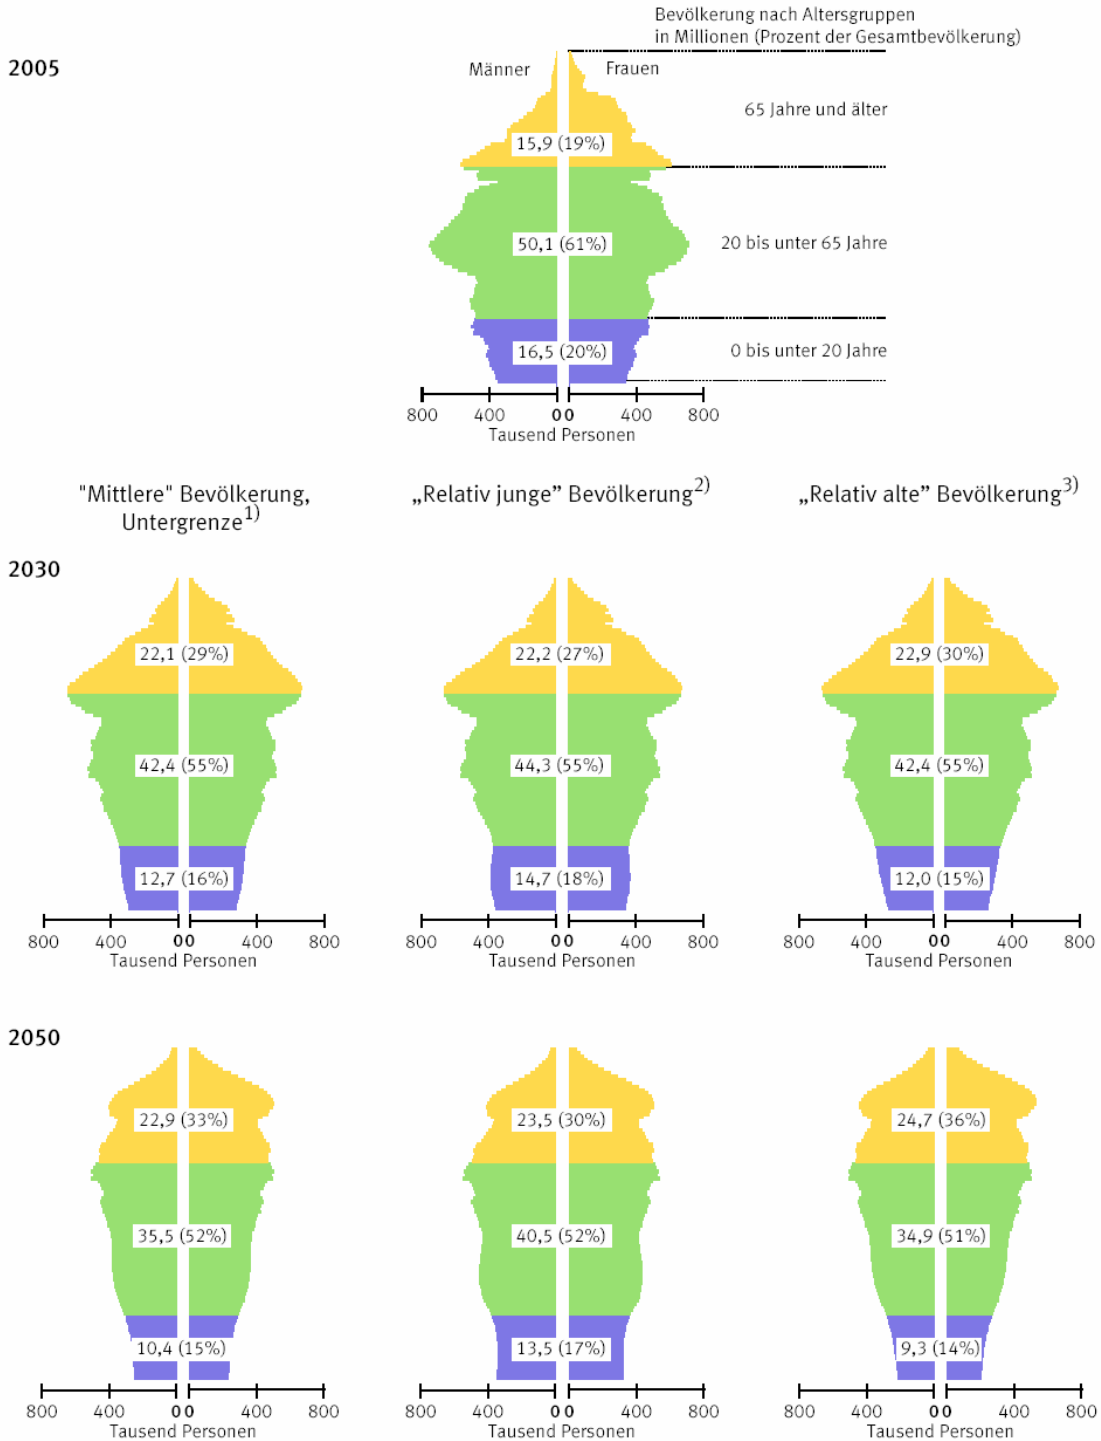 Bevölkerung nach Altersgruppen
in Millionen (Prozent der Gesamtbevölkerung)
2005
Männer
Frauen
65 Jahre und älter
15,9 (19%)
50,1 (61%)
20 bis unter 65 Jahre
16,5 (20%)
0 bis unter 20 Jahre
800 400 0 0 400 800
Tausend Personen
"Mittlere" Bevölkerung,
Untergrenze1)
„Relativ junge” Bevölkerung2)
„Relativ alte” Bevölkerung3)
2030
22,1 (29%)
22,2 (27%)
22,9 (30%)
42,4 (55%)
44,3 (55%)
42,4 (55%)
12,7 (16%)
14,7 (18%)
12,0 (15%)
800 400 0 0 400 800
800 400 0 0 400 800
800 400 0 0 400 800
Tausend Personen
Tausend Personen
Tausend Personen
2050
22,9 (33%)
23,5 (30%)
24,7 (36%)
35,5 (52%)
40,5 (52%)
34,9 (51%)
10,4 (15%)
13,5 (17%)
9,3 (14%)
800 400 0 0 400 800
800 400 0 0 400 800
800 400 0 0 400 800
Tausend Personen
Tausend Personen
Tausend Personen